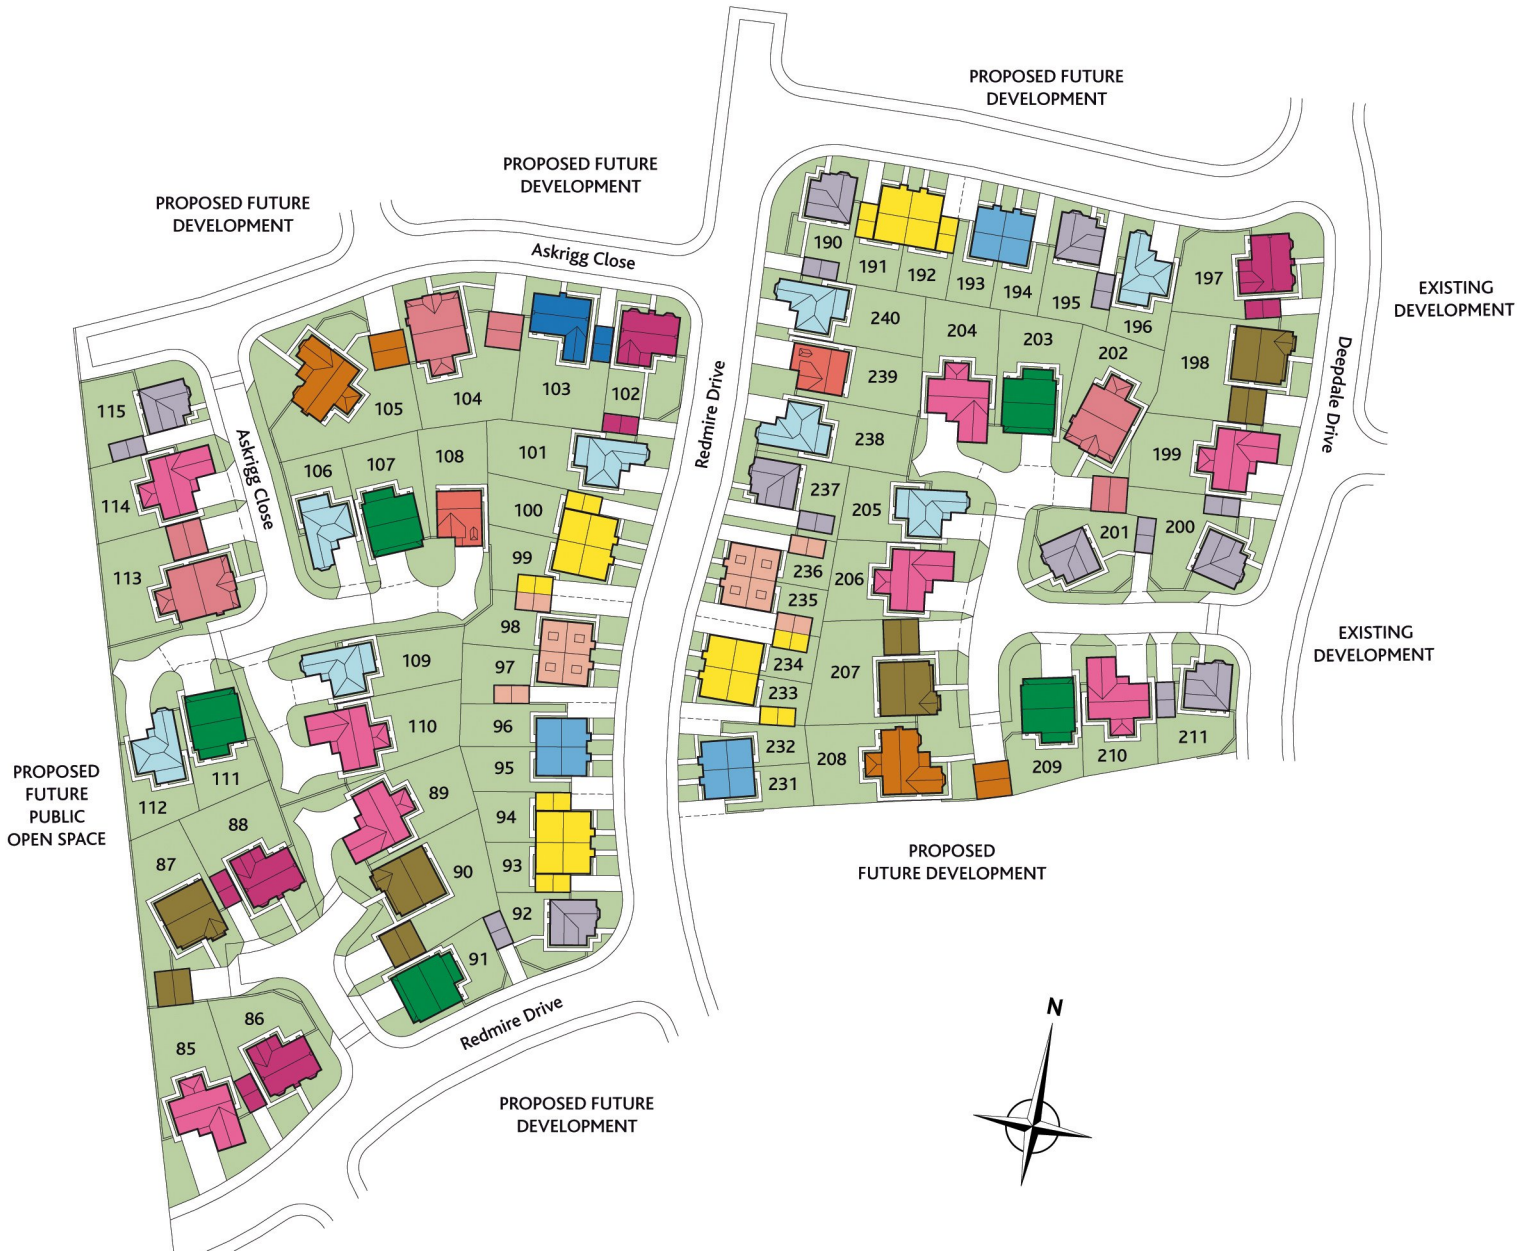 PROPOSED FUTURE
DEVELOPMENT
PROPOSED FUTURE
DEVELOPMENT
PROPOSED FUTURE
DEVELOPMENT
Askrigg Close
190
191
192
193
194
195
196
197
EXISTING
DEVELOPMENT
240
204
203
202
198
Deepdale Drive
239
Redmire Drive
115
105
104
103
102
238
199
Askrigg Close
106
107
108
101
114
237
205
201
200
100
113
99
236
206
235
98
EXISTING
DEVELOPMENT
109
97
234
207
233
110
96
232
208
209
210
211
95
231
PROPOSED
FUTURE
PUBLIC
OPEN SPACE
111
112
89
94
88
87
90
93
PROPOSED
FUTURE DEVELOPMENT
92
91
86
85
Redmire Drive
N
PROPOSED FUTURE
DEVELOPMENT